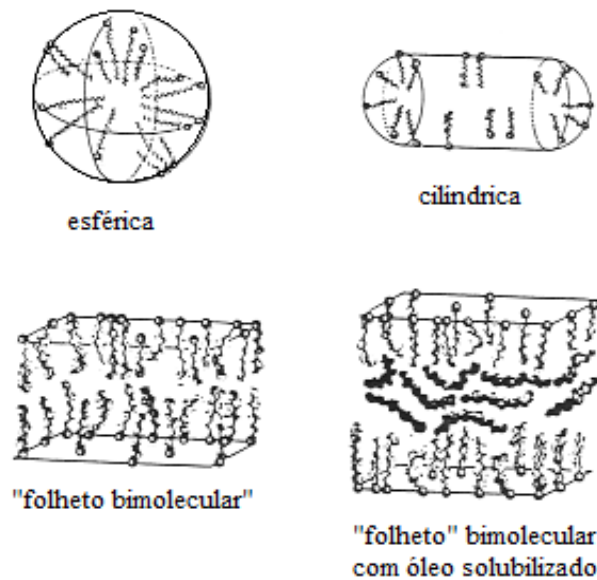 esférica
cilíndrica
"folheto bimolecular"
"folheto" bimolecular
com óleo solubilizado